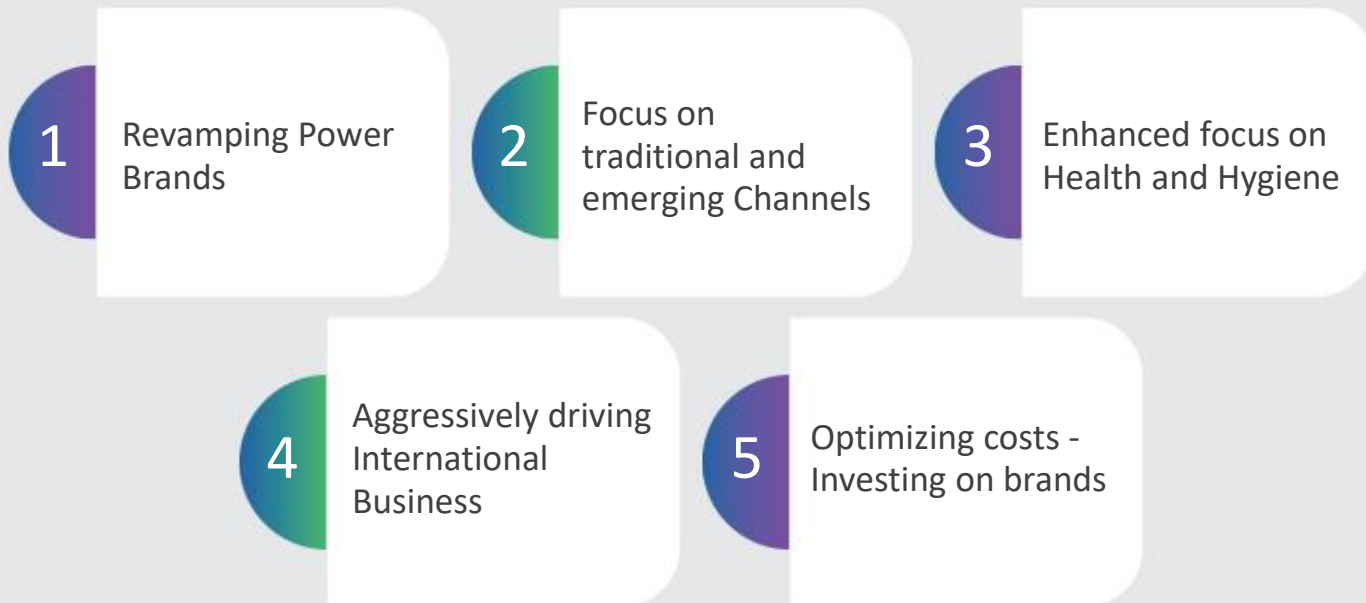 1
Revamping Power
Brands
2
Focus on
traditional and
emerging Channels
3
Enhanced focus on
Health and Hygiene
4
Aggressively driving
International
Business
5
Optimizing costs -
Investing on brands